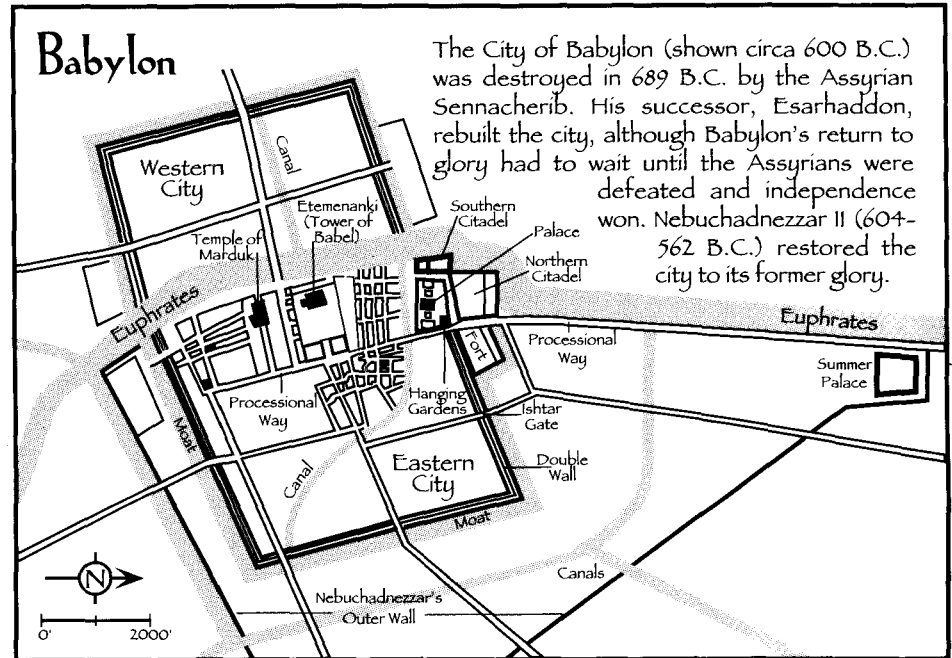 Babylon
The City of Babylon (shown circa 600 B.C.)
was destroyed in 689 B.C. by the Assyrian
Sennacherib. His successor, Esarhaddon,
rebuilt the city, although Babylon's return to
glory had to wait until the Assyrians were
defeated and independence
won. Nebuchadnezzar II (604-
562 B.C.) restored the
city to its former glory.
Western
City
Canal
Etemenanki
(Tower of
Babel)
Temple of
Marduk
Southern
Citadel
Palace
Northern
Citadel
Euphrates
Euphrates
Fort
Processional
Way
Summer
Palace
Processional
Way
Hanging
Gardens
Ishtar
Gate
Moat
Canal
Eastern
City
Double
Wall
Moat
Canals
N
Nebuchadnezzar's
Outer Wall
0' 2000'